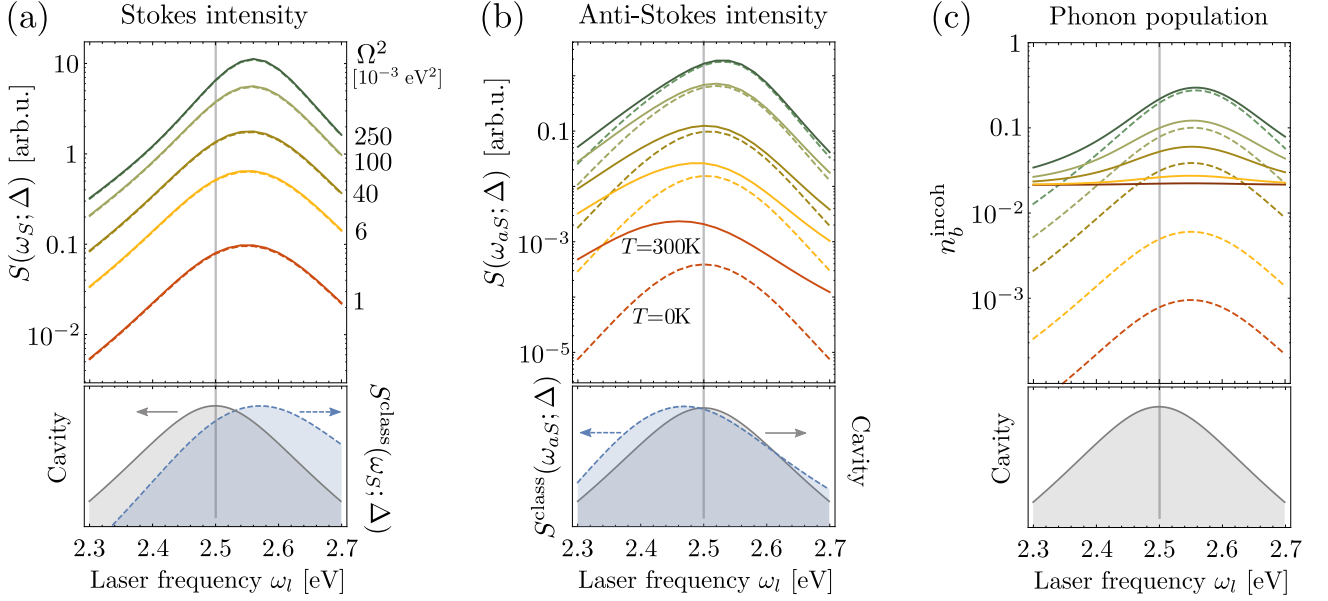 (a) Stokes intensity
Ω² [10⁻³ eV²]
S(ω_S; Δ) [arb.u.]
10
1
0.1
10⁻²
250
100
40
6
1
Cavity
S^class(ω_S; Δ)
2.3 2.4 2.5 2.6 2.7
Laser frequency ω_l [eV]
(b) Anti-Stokes intensity
S(ω_aS; Δ) [arb.u.]
0.1
10⁻³
10⁻⁵
T=300K
T=0K
S^class(ω_aS; Δ)
Cavity
2.3 2.4 2.5 2.6 2.7
Laser frequency ω_l [eV]
(c) Phonon population
n_b^incoh
1
0.1
10⁻²
10⁻³
Cavity
2.3 2.4 2.5 2.6 2.7
Laser frequency ω_l [eV]